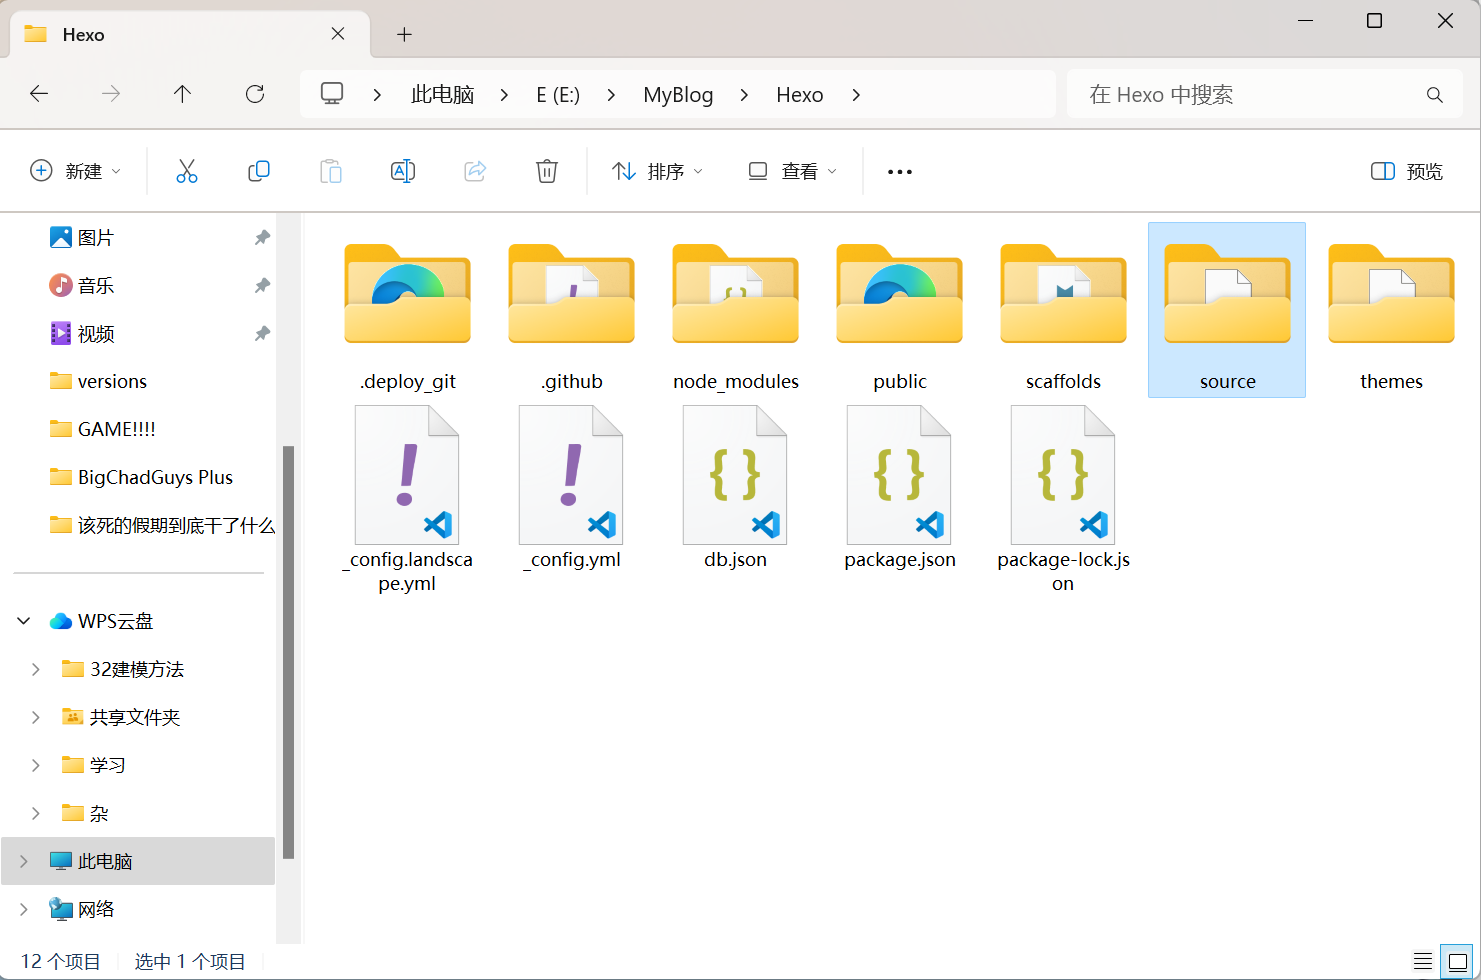 Hexo
此电脑
E (E:)
MyBlog
Hexo
在 Hexo 中搜索
新建
排序
查看
预览
图片
音乐
视频
versions
GAME!!!!
BigChadGuys Plus
该死的假期到底干了什么
WPS云盘
32建模方法
共享文件夹
学习
杂
此电脑
网络
.deploy_git
.github
node_modules
public
scaffolds
source
themes
_config.landsca
pe.yml
_config.yml
db.json
package.json
package-lock.js
on
12 个项目
选中 1 个项目